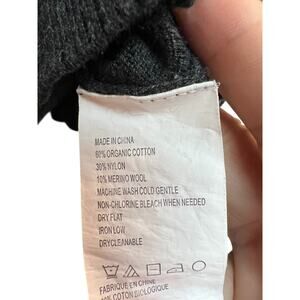 MADE IN CHINA
60% ORGANIC COTTON
30% NYLON
10% MERINO WOOL
MACHINE WASH COLD GENTLE
NON-CHLORINE BLEACH WHEN NEEDED
DRY FLAT
IRON LOW
DRYCLEANABLE
FABRIQUE EN CHINE
COTON BIOLOGIQUE